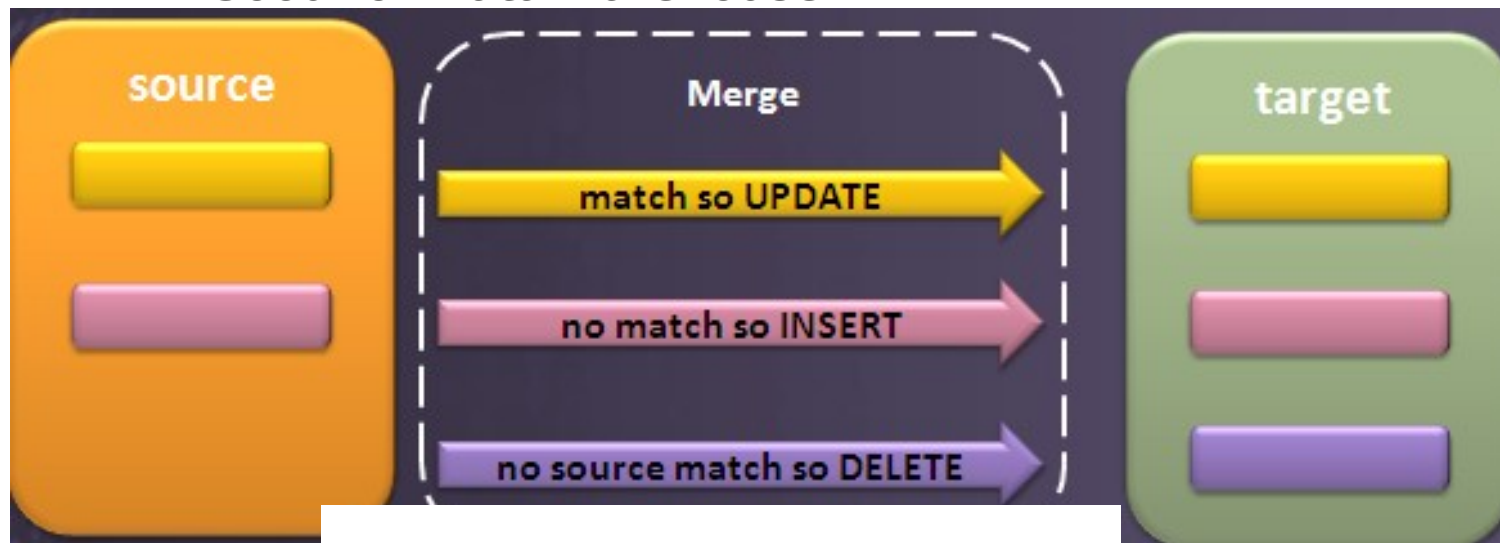 source
Merge
target
match so UPDATE
no match so INSERT
no source match so DELETE